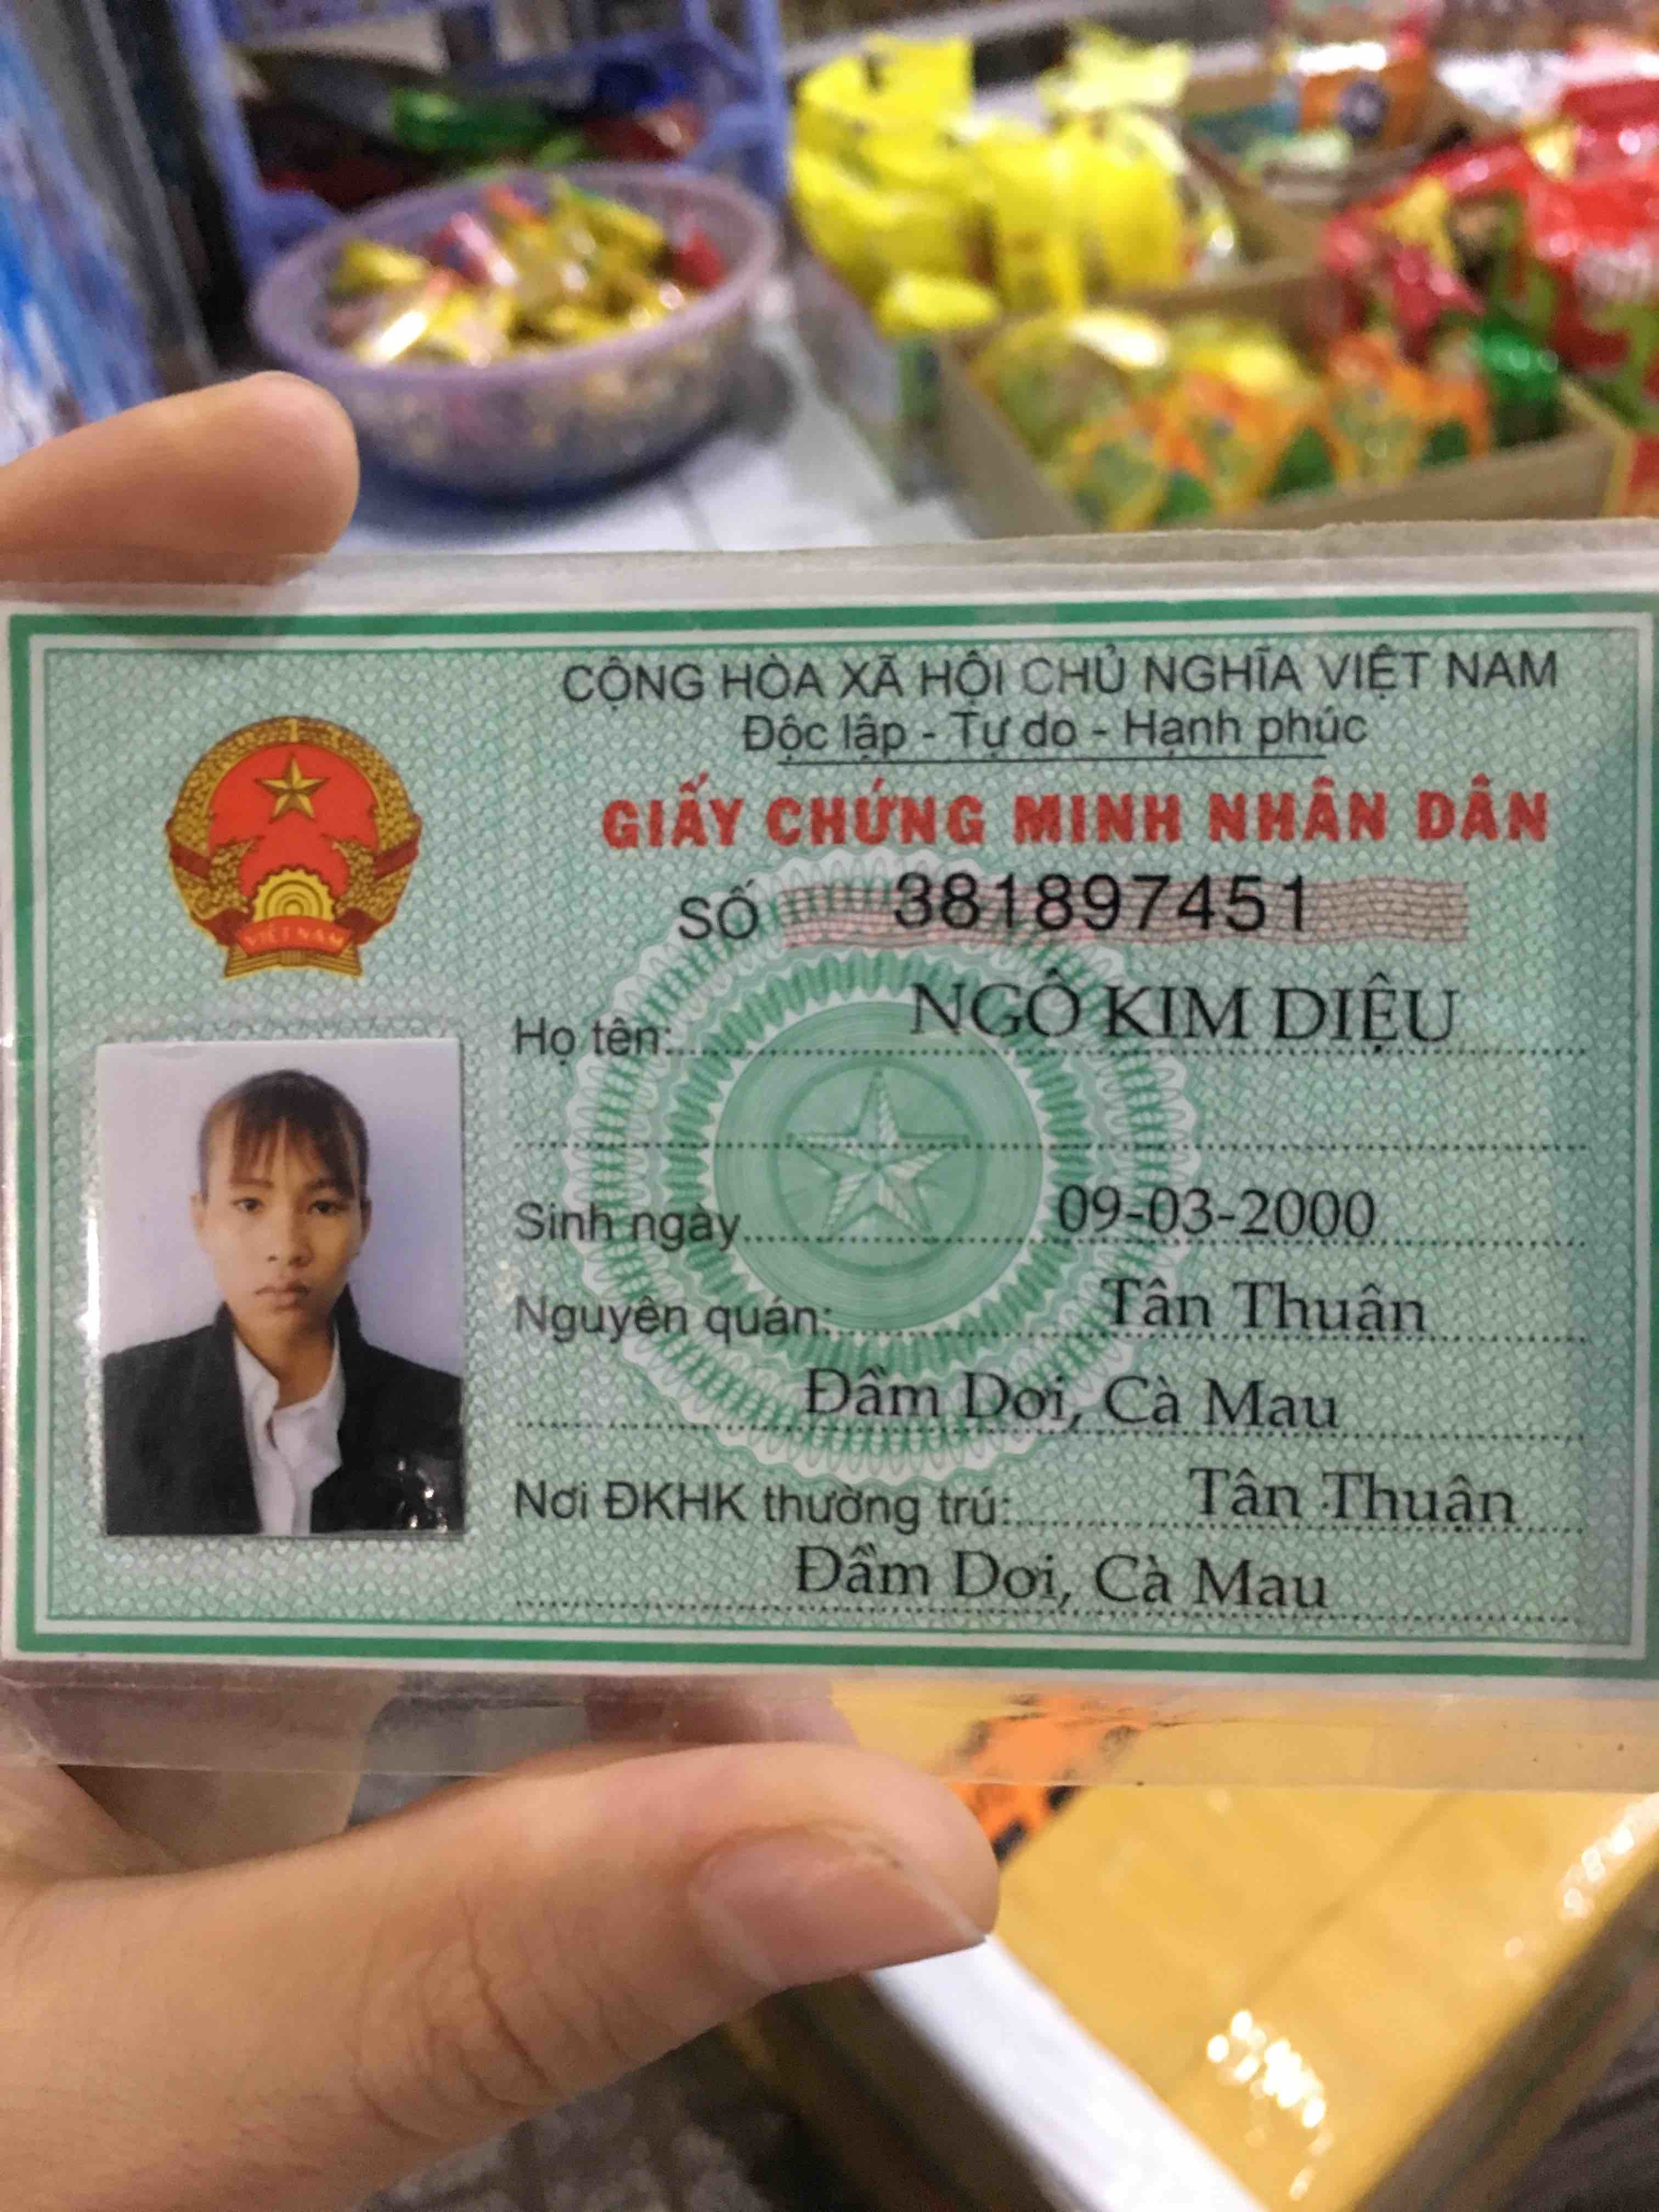 CỘNG HÒA XÃ HỘI CHỦ NGHĨA VIỆT NAM
Độc lập - Tự do - Hạnh phúc
GIẤY CHỨNG MINH NHÂN DÂN
SỐ 381897451
VIỆT NAM
Họ tên: NGÔ KIM DIỆU
Sinh ngày 09-03-2000
Nguyên quán: Tân Thuận
Đầm Dơi, Cà Mau
Nơi ĐKHK thường trú: Tân Thuận
Đầm Dơi, Cà Mau